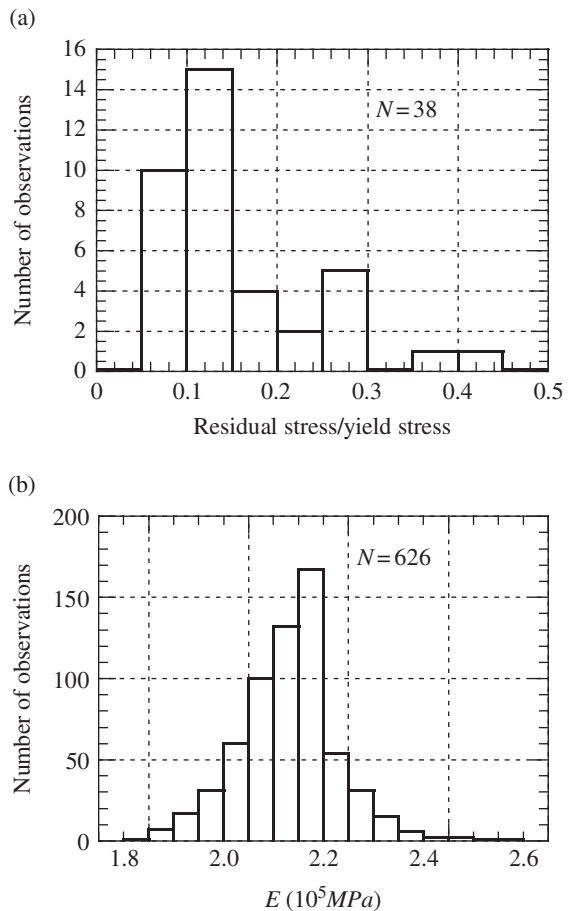 (a)
Number of observations
16
14
12
10
8
6
4
2
0
N=38
0 0.1 0.2 0.3 0.4 0.5
Residual stress/yield stress
(b)
Number of observations
200
150
100
50
0
N=626
1.8 2.0 2.2 2.4 2.6
E (10⁵MPa)